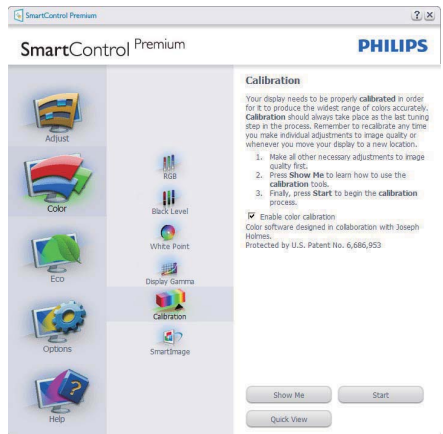 SmartControl Premium
SmartControl Premium
PHILIPS
Adjust
Color
Eco
Options
Help
RGB
Black Level
White Point
Display Gamma
Calibration
SmartImage
Calibration
Your display needs to be properly calibrated in order
for it to produce the widest range of colors accurately.
Calibration should always take place as the last tuning
step in the process. Remember to recalibrate any time
you make individual adjustments to image quality or
whenever you move your display to a new location.
1. Make all other necessary adjustments to image
quality first.
2. Press Show Me to learn how to use the
calibration tools.
3. Finally, press Start to begin the calibration
process.
Enable color calibration
Color software designed in collaboration with Joseph
Holmes.
Protected by U.S. Patent No. 6,686,953
Show Me
Start
Quick View